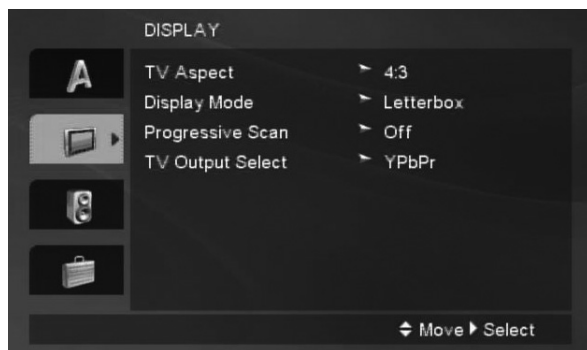 DISPLAY
A
TV Aspect 4:3
Display Mode Letterbox
Progressive Scan Off
TV Output Select YPbPr
Move Select